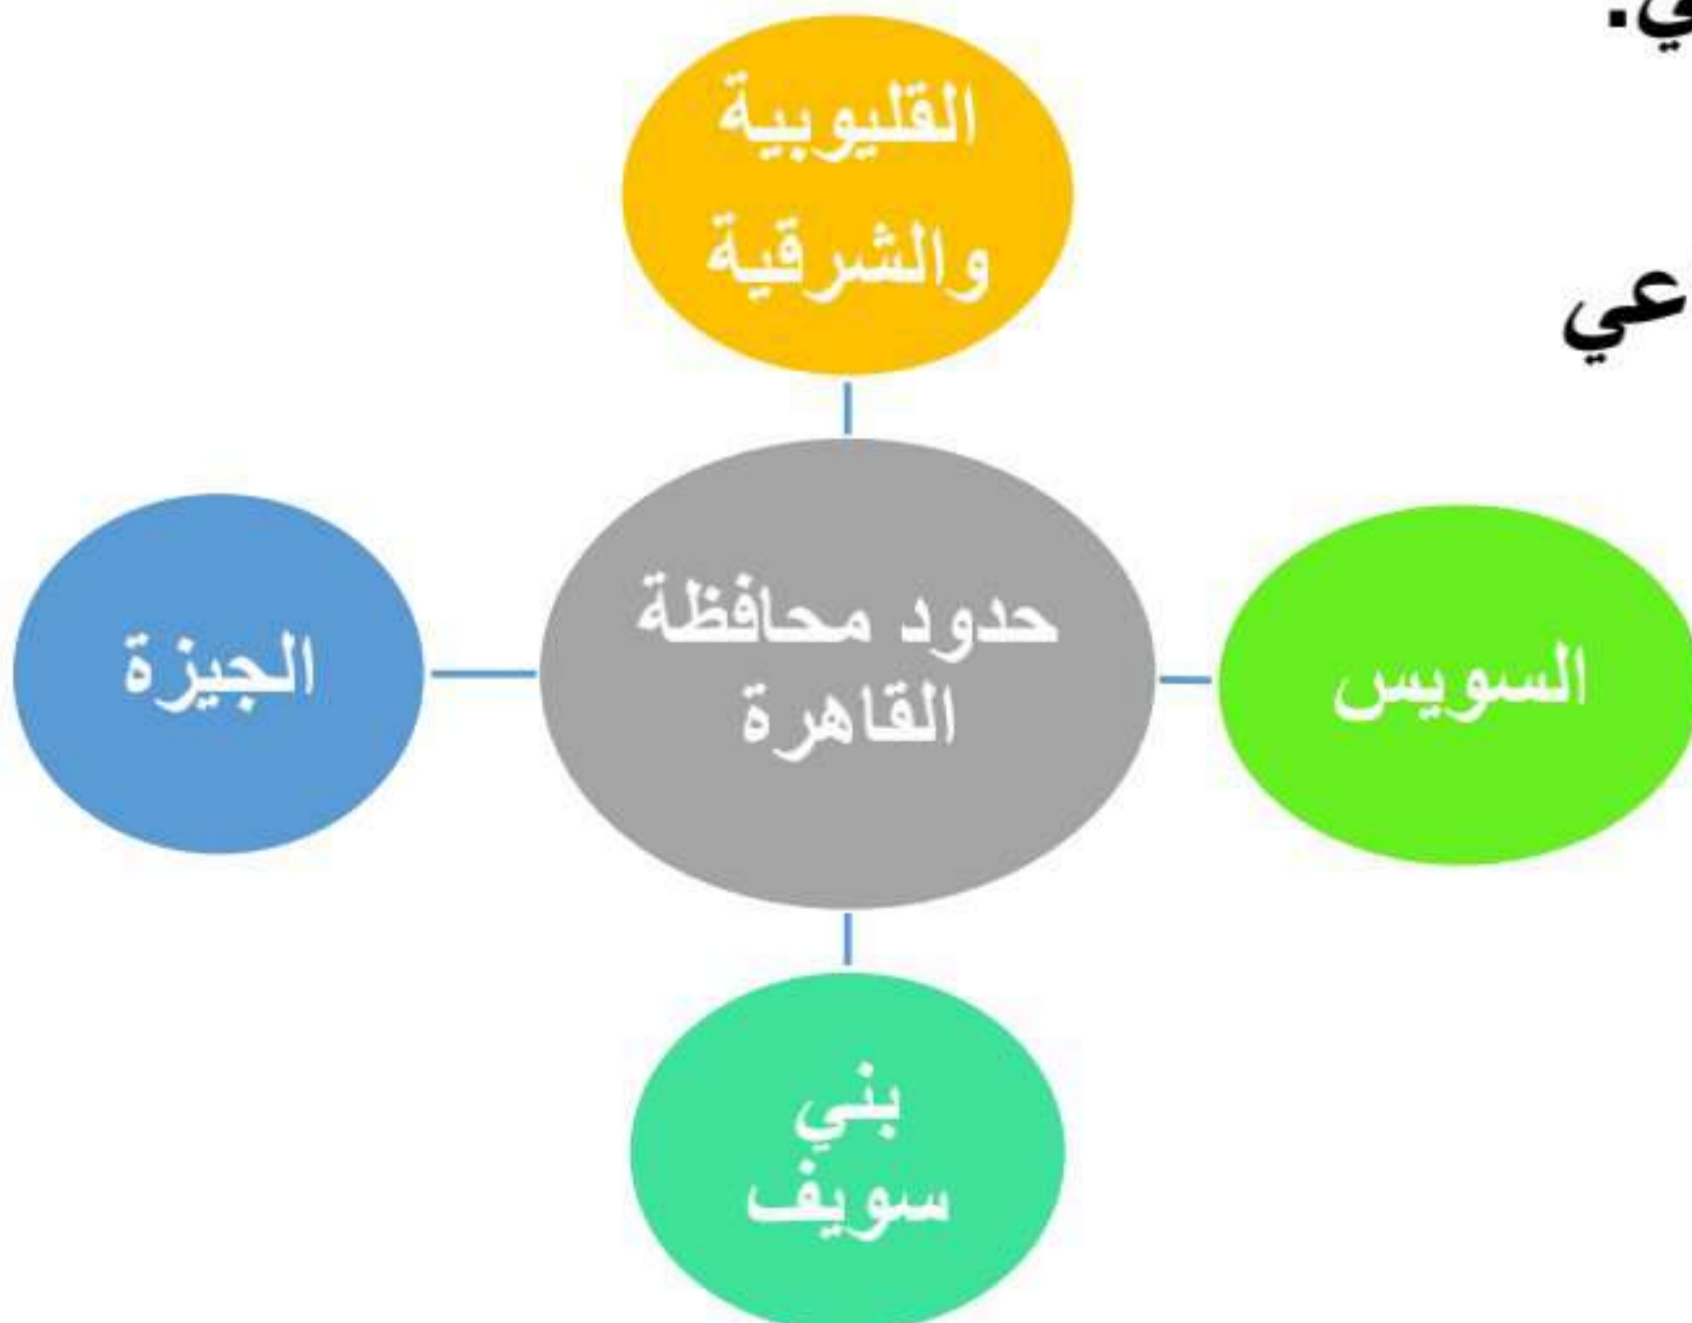 القليوبية
والشرقية
السويس
حدود محافظة
القاهرة
الجيزة
بني
سويف